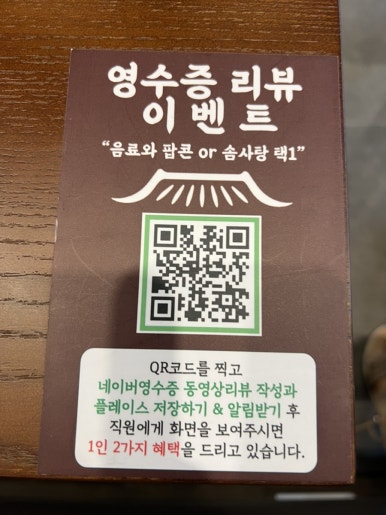 영수증 리뷰
이벤트
“음료와 팝콘 or 솜사탕 택1”
QR코드를 찍고
네이버영수증 동영상리뷰 작성과
플레이스 저장하기 & 알림받기 후
직원에게 화면을 보여주시면
1인 2가지 혜택을 드리고 있습니다.